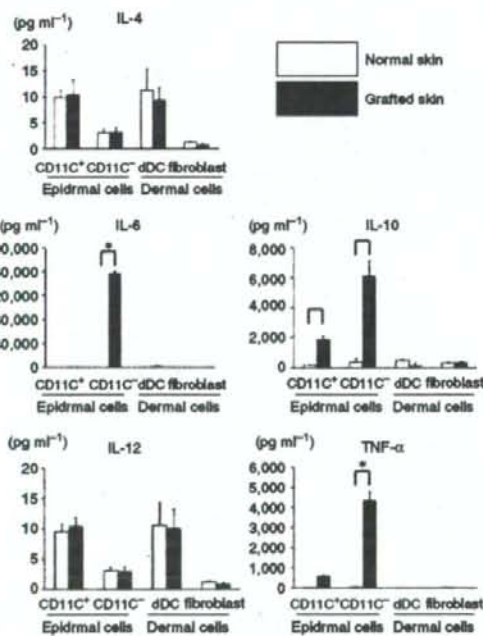 IL-4
(pg ml⁻¹)
20
15
10
5
0
CD11C⁺ CD11C⁻ dDC fibroblast
Epidrmal cells Dermal cells
Normal skin
Grafted skin
IL-6
(pg ml⁻¹)
CD11C⁺ CD11C⁻ dDC fibroblast
Epidrmal cells Dermal cells
*
IL-10
(pg ml⁻¹)
8,000
6,000
4,000
2,000
0
CD11C⁺ CD11C⁻ dDC fibroblast
Epidrmal cells Dermal cells
IL-12
(pg ml⁻¹)
20
15
10
5
0
CD11C⁺ CD11C⁻ dDC fibroblast
Epidrmal cells Dermal cells
TNF-α
(pg ml⁻¹)
6,000
5,000
4,000
3,000
2,000
1,000
0
*
CD11C⁺ CD11C⁻ dDC fibroblast
Epidrmal cells Dermal cells